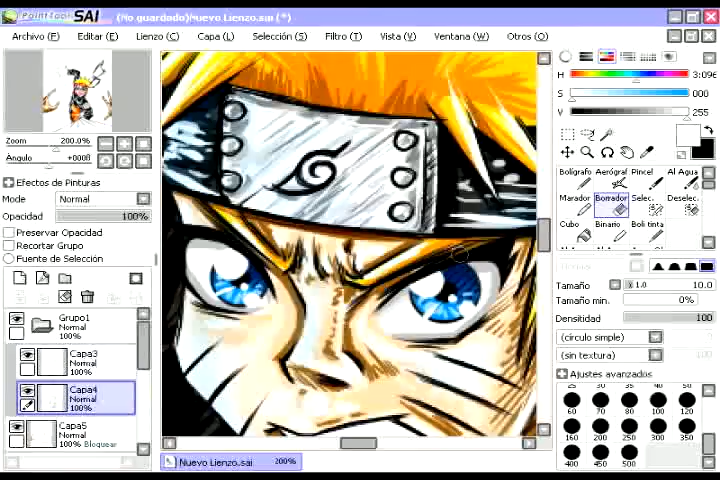 PaintTool SAI (No guardado)Nuevo Lienzo.sai (*)
Archivo (F) Editar (E) Lienzo (C) Capa (L) Selección (S) Filtro (T) Vista (V) Ventana (W) Otros (O)
Zoom 200.0%
Angulo +000θ
Efectos de Pinturas
Mode Normal
Opacidad 100%
Preservar Opacidad
Recortar Grupo
Fuente de Selección
Grupo1
Normal
100%
Capa3
Normal
100%
Capa4
Normal
100%
Capa5
Normal
100% Bloquear
Nuevo Lienzo.sai 200%
H 3:09
S 000
V 255
Bolígrafo Aerógraf Pincel Al Agua
Marador Borrador Selec. Deselec.
Cubo Binario Boli tinta
Tamaño x 1.0 10.0
Tamaño min. 0%
Densidad 100
(círculo simple)
(sin textura)
Ajustes avanzados
25 30 35 40 50
60 70 80 100 120
160 200 250 300 350
400 450 500